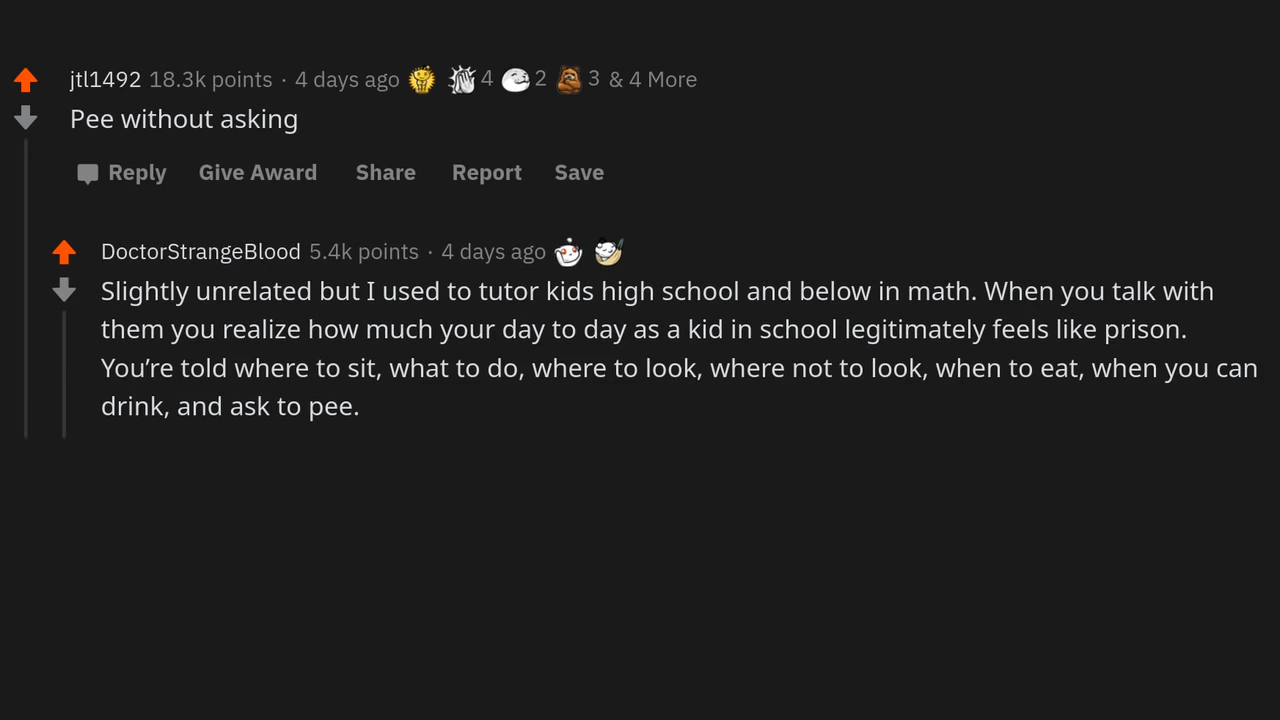 jtl1492 18.3k points · 4 days ago 4 2 3 & 4 More
Pee without asking
Reply Give Award Share Report Save
DoctorStrangeBlood 5.4k points · 4 days ago
Slightly unrelated but I used to tutor kids high school and below in math. When you talk with
them you realize how much your day to day as a kid in school legitimately feels like prison.
You’re told where to sit, what to do, where to look, where not to look, when to eat, when you can
drink, and ask to pee.